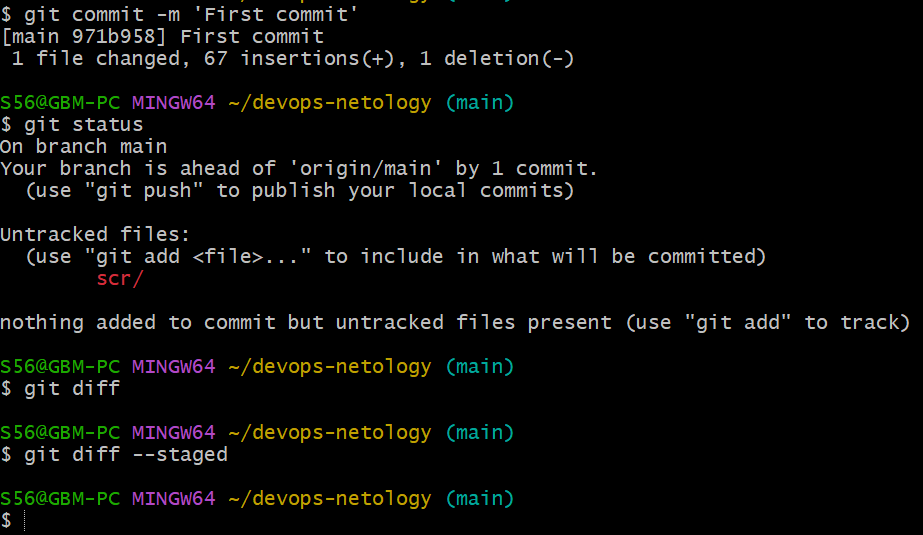 $ git commit -m 'First commit'
[main 971b958] First commit
 1 file changed, 67 insertions(+), 1 deletion(-)

S56@GBM-PC MINGW64 ~/devops-netology (main)
$ git status
On branch main
Your branch is ahead of 'origin/main' by 1 commit.
  (use "git push" to publish your local commits)

Untracked files:
  (use "git add <file>..." to include in what will be committed)
        scr/

nothing added to commit but untracked files present (use "git add" to track)

S56@GBM-PC MINGW64 ~/devops-netology (main)
$ git diff

S56@GBM-PC MINGW64 ~/devops-netology (main)
$ git diff --staged

S56@GBM-PC MINGW64 ~/devops-netology (main)
$